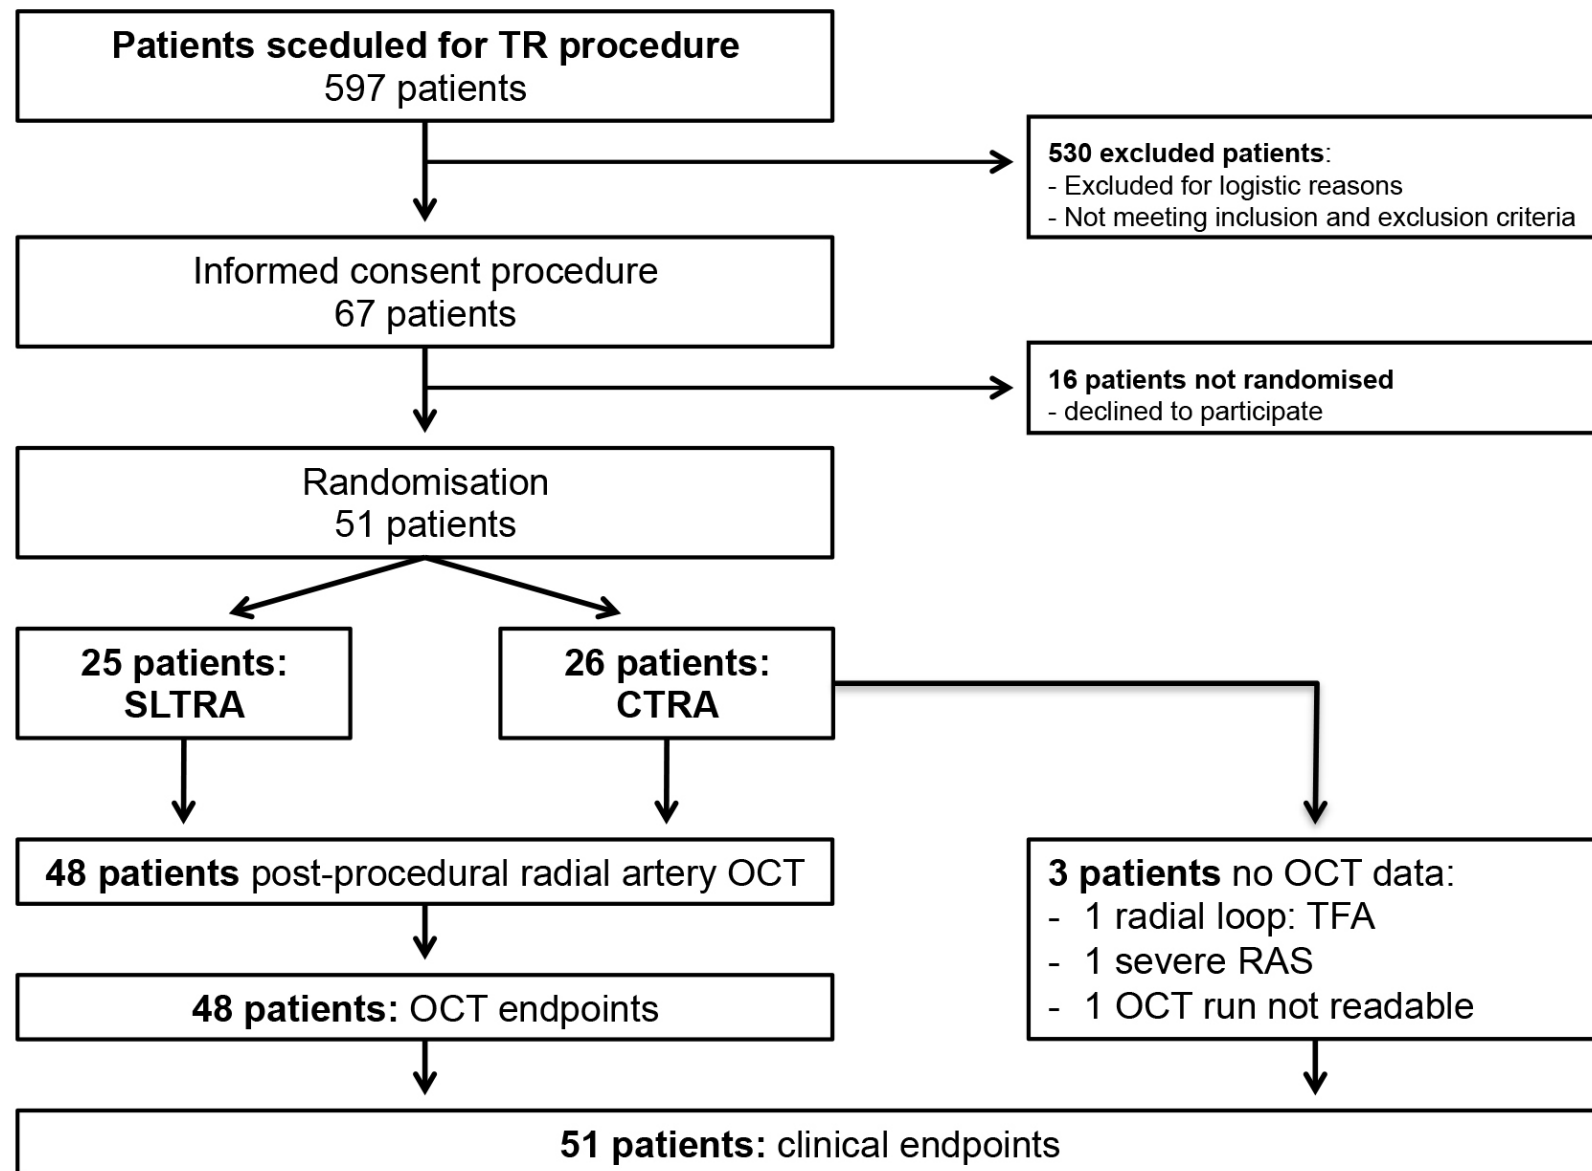 Patients sceduled for TR procedure
597 patients
530 excluded patients:
- Excluded for logistic reasons
- Not meeting inclusion and exclusion criteria
Informed consent procedure
67 patients
16 patients not randomised
- declined to participate
Randomisation
51 patients
25 patients:
SLTRA
26 patients:
CTRA
48 patients post-procedural radial artery OCT
3 patients no OCT data:
- 1 radial loop: TFA
- 1 severe RAS
- 1 OCT run not readable
48 patients: OCT endpoints
51 patients: clinical endpoints